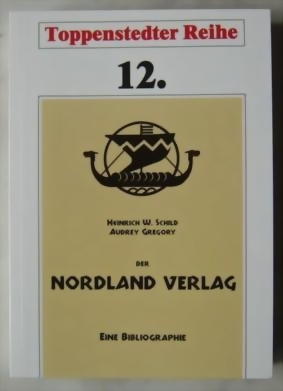 Toppenstedter Reihe
12.
Heinrich W. Schild
Audrey Gregory
der
Nordland Verlag
Eine Bibliographie